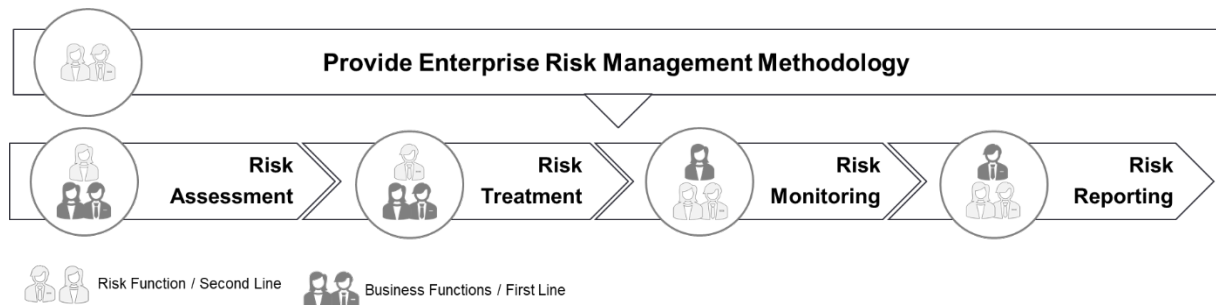 Provide Enterprise Risk Management Methodology
Risk
Assessment
Risk
Treatment
Risk
Monitoring
Risk
Reporting
Risk Function / Second Line
Business Functions / First Line